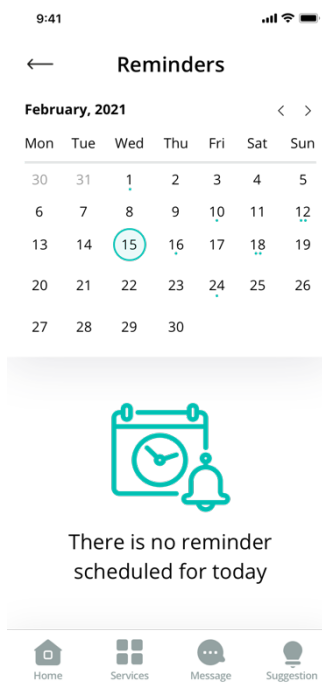 9:41
Reminders
February, 2021
Mon Tue Wed Thu Fri Sat Sun
30 31 1 2 3 4 5
6 7 8 9 10 11 12
13 14 15 16 17 18 19
20 21 22 23 24 25 26
27 28 29 30
There is no reminder
scheduled for today
Home Services Message Suggestion